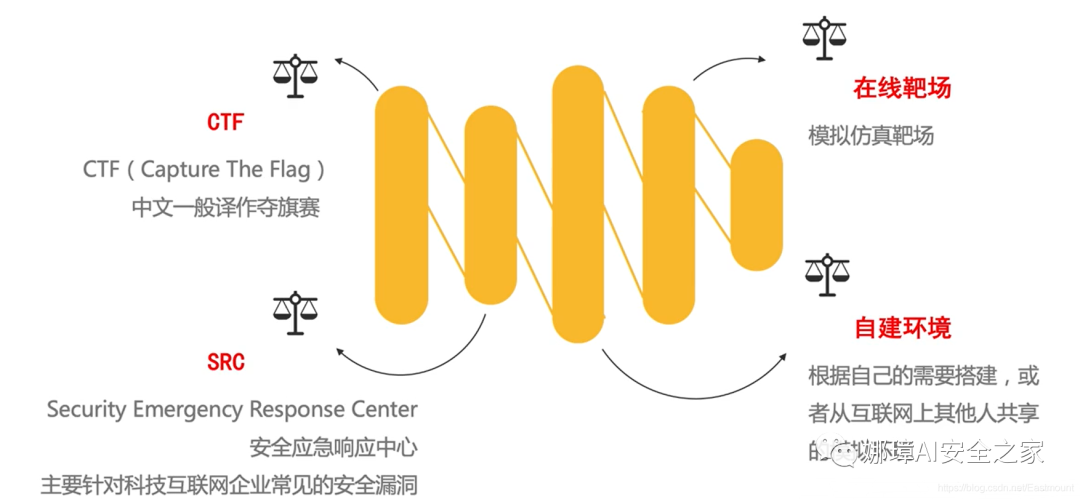 CTF
CTF（Capture The Flag）
中文一般译作夺旗赛
SRC
Security Emergency Response Center
安全应急响应中心
主要针对科技互联网企业常见的安全漏洞
在线靶场
模拟仿真靶场
自建环境
根据自己的需要搭建，或
者从互联网上其他人共享
的
娜璋AI安全之家
https://blog.csdn.net/Eastmount